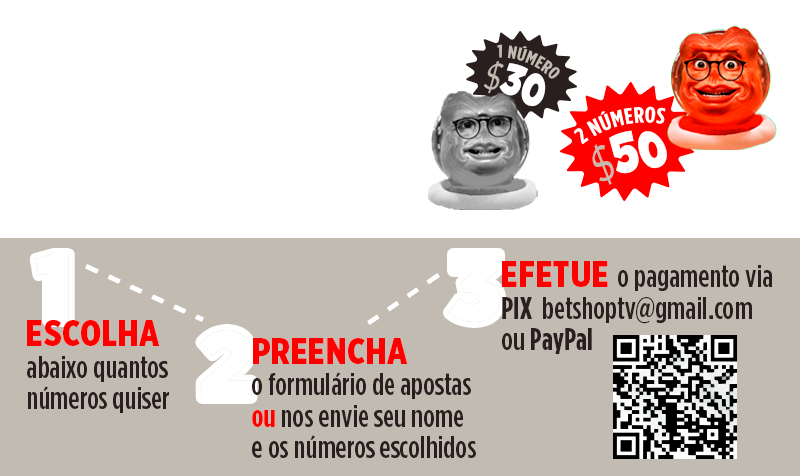 1 NÚMERO
$30
2 NÚMEROS
$50
1
ESCOLHA
abaixo quantos
números quiser
2
PREENCHA
o formulário de apostas
ou nos envie seu nome
e os números escolhidos
3
EFETUE o pagamento via
PIX betshoptv@gmail.com
ou PayPal